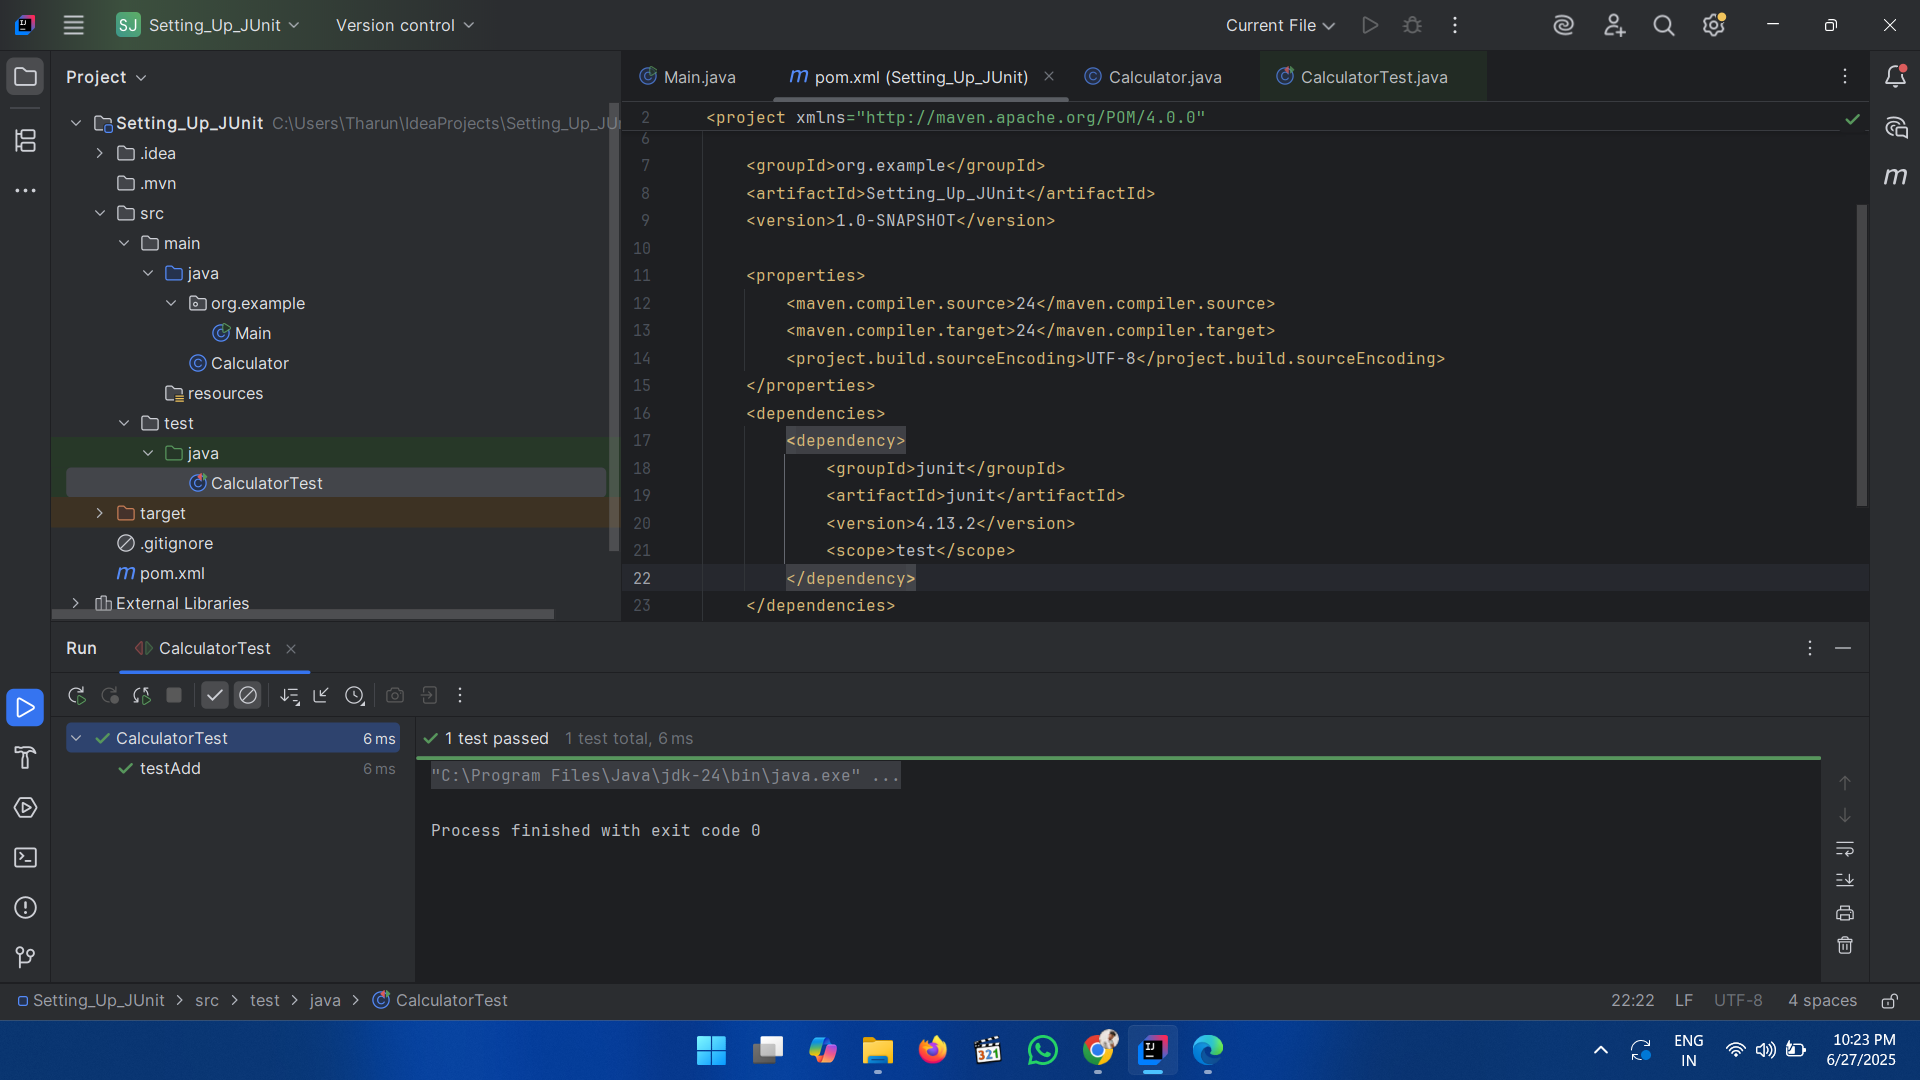 SJ Setting_Up_JUnit Version control Current File
Project
Main.java pom.xml (Setting_Up_JUnit) Calculator.java CalculatorTest.java
Setting_Up_JUnit C:\Users\Tharun\IdeaProjects\Setting_Up_JU
.idea
.mvn
src
main
java
org.example
Main
Calculator
resources
test
java
CalculatorTest
target
.gitignore
pom.xml
External Libraries
2 <project xmlns="http://maven.apache.org/POM/4.0.0"
6
7 <groupId>org.example</groupId>
8 <artifactId>Setting_Up_JUnit</artifactId>
9 <version>1.0-SNAPSHOT</version>
10
11 <properties>
12 <maven.compiler.source>24</maven.compiler.source>
13 <maven.compiler.target>24</maven.compiler.target>
14 <project.build.sourceEncoding>UTF-8</project.build.sourceEncoding>
15 </properties>
16 <dependencies>
17 <dependency>
18 <groupId>junit</groupId>
19 <artifactId>junit</artifactId>
20 <version>4.13.2</version>
21 <scope>test</scope>
22 </dependency>
23 </dependencies>
Run CalculatorTest
CalculatorTest 6 ms
testAdd 6 ms
1 test passed 1 test total, 6 ms
"C:\Program Files\Java\jdk-24\bin\java.exe" ...
Process finished with exit code 0
Setting_Up_JUnit > src > test > java > CalculatorTest
22:22 LF UTF-8 4 spaces
ENG
IN
10:23 PM
6/27/2025